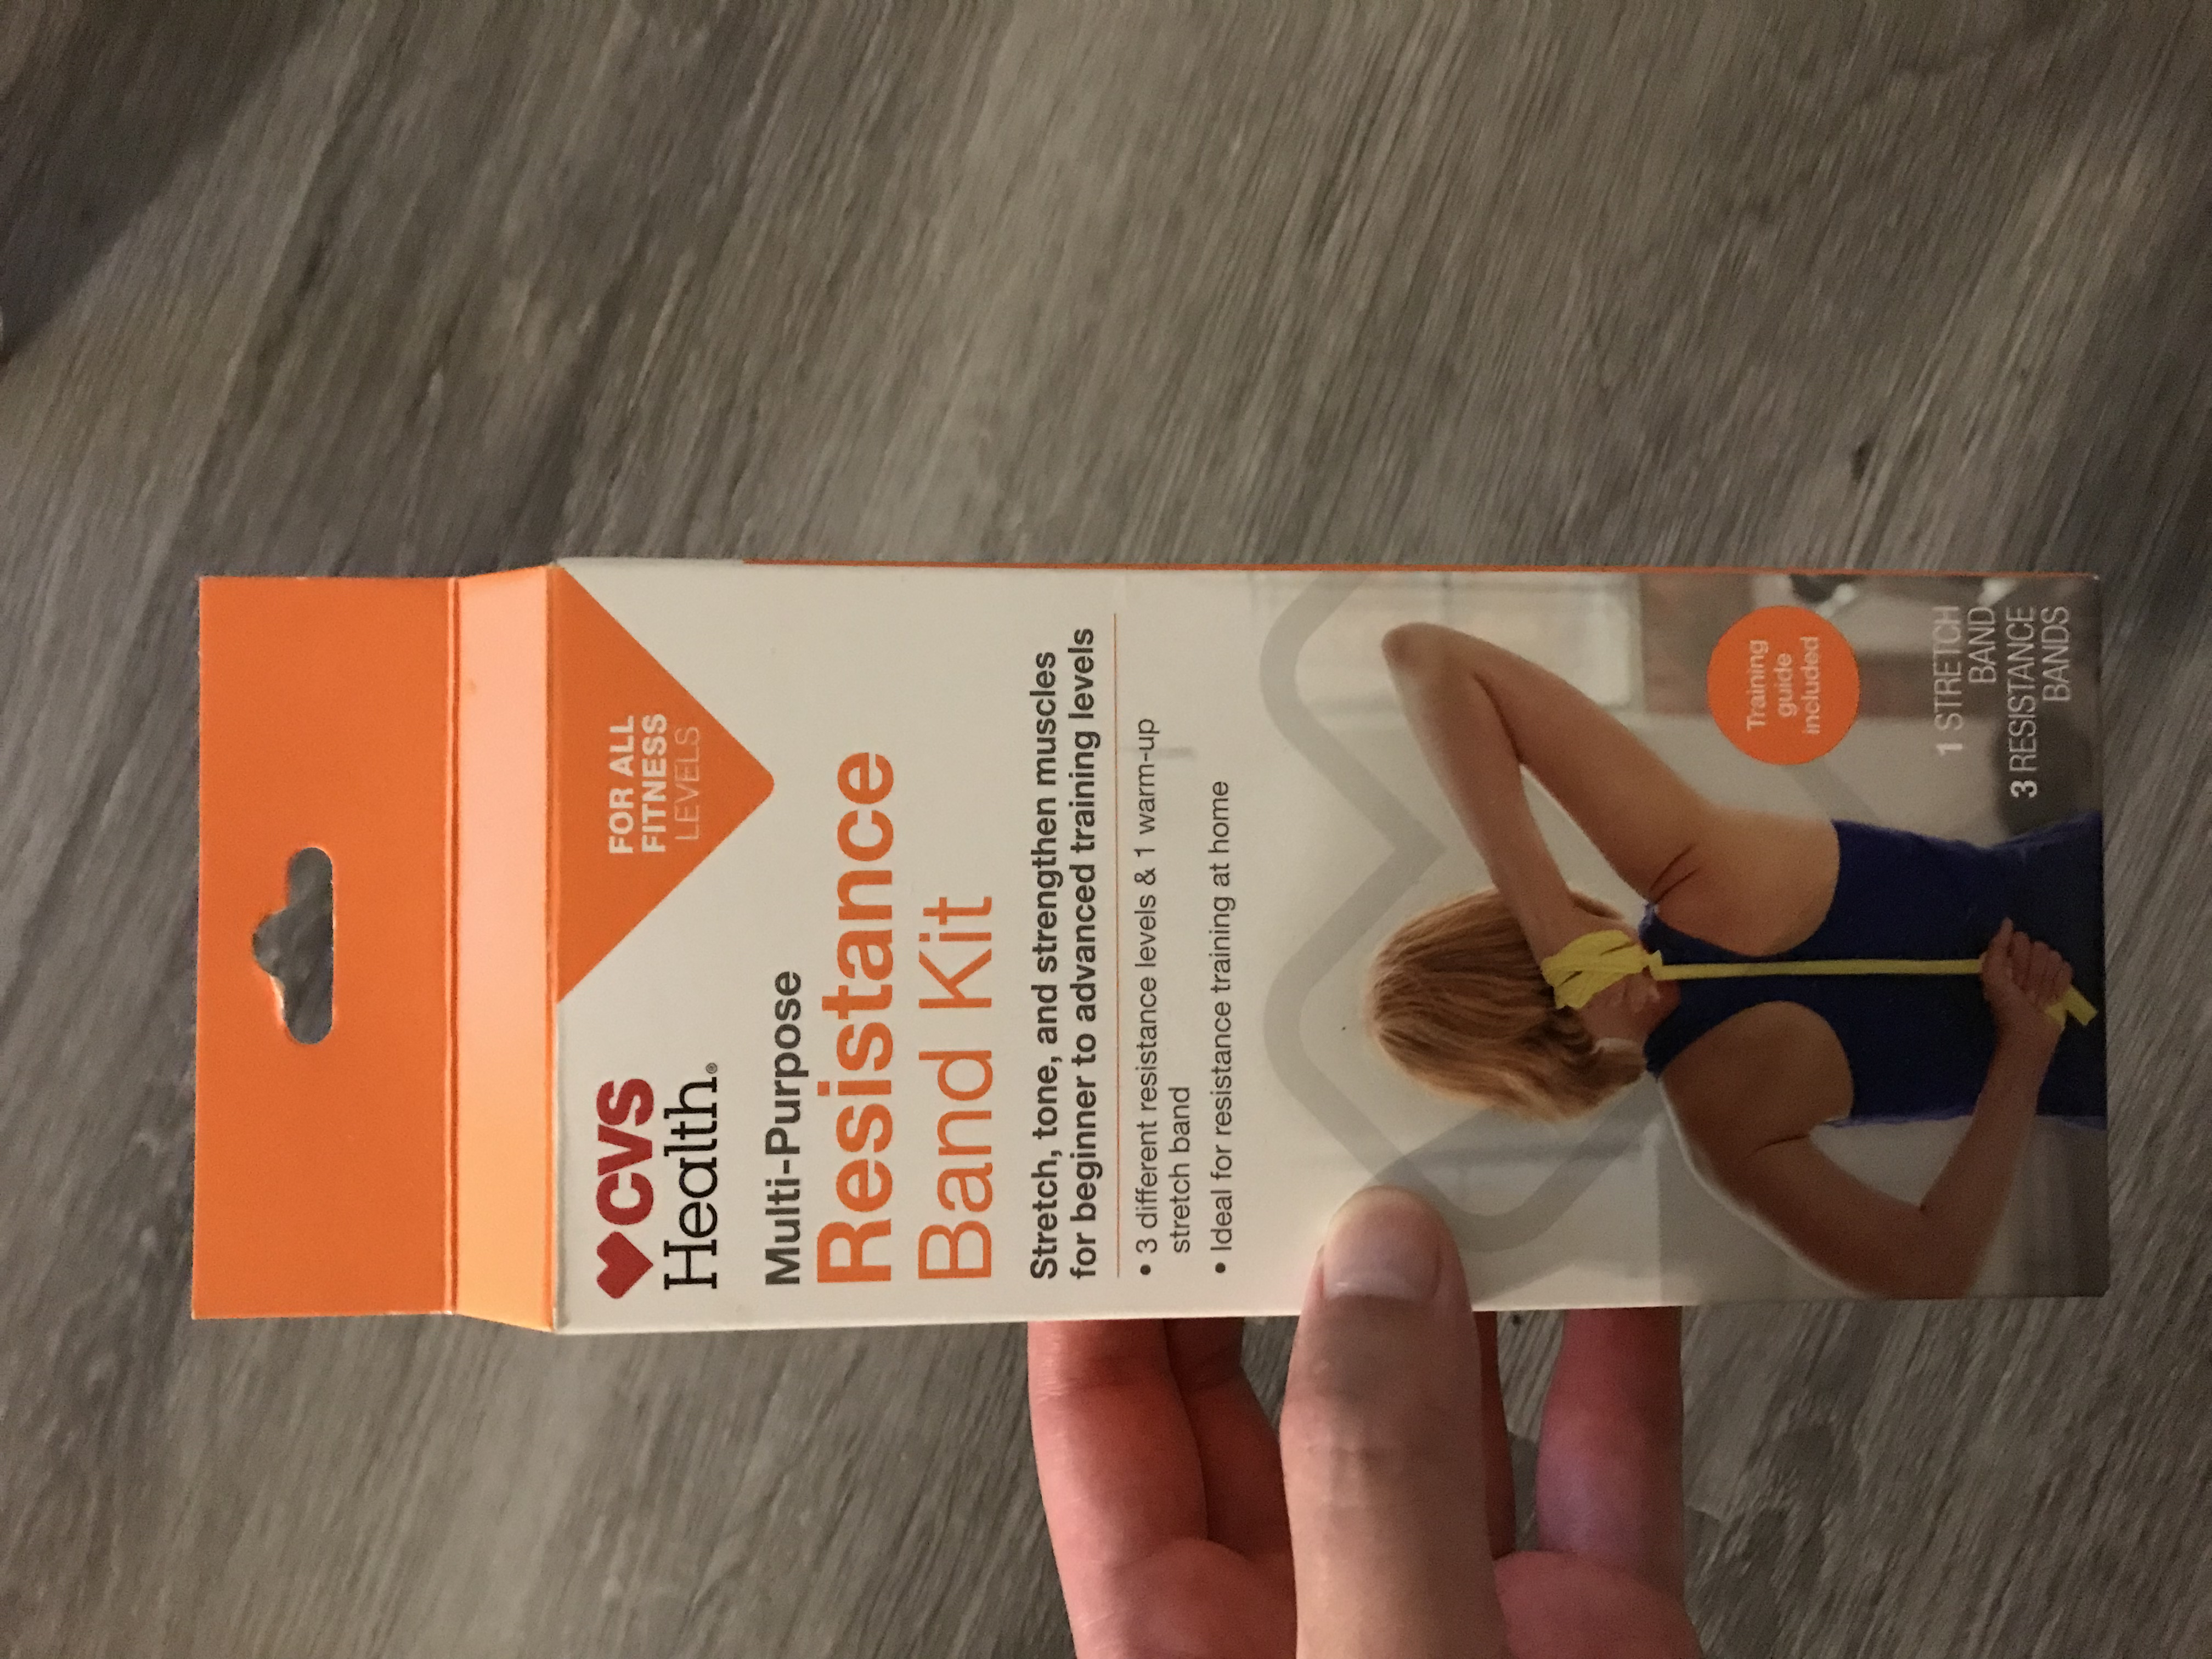 CVS
Health®
FOR ALL
FITNESS
LEVELS
Multi-Purpose
Resistance
Band Kit
Stretch, tone, and strengthen muscles
for beginner to advanced training levels
• 3 different resistance levels & 1 warm-up
stretch band
• Ideal for resistance training at home
Training
guide
included
1 STRETCH
BAND
3 RESISTANCE
BANDS